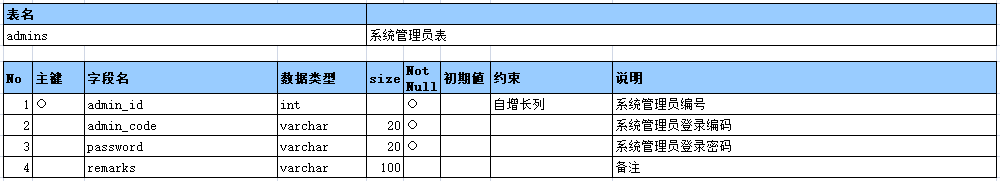 表名
admins 系统管理员表
No 主键 字段名 数据类型 size Not Null 初期値 约束 说明
1 ○ admin_id int ○ 自增长列 系统管理员编号
2 admin_code varchar 20 ○ 系统管理员登录编码
3 password varchar 20 ○ 系统管理员登录密码
4 remarks varchar 100 备注